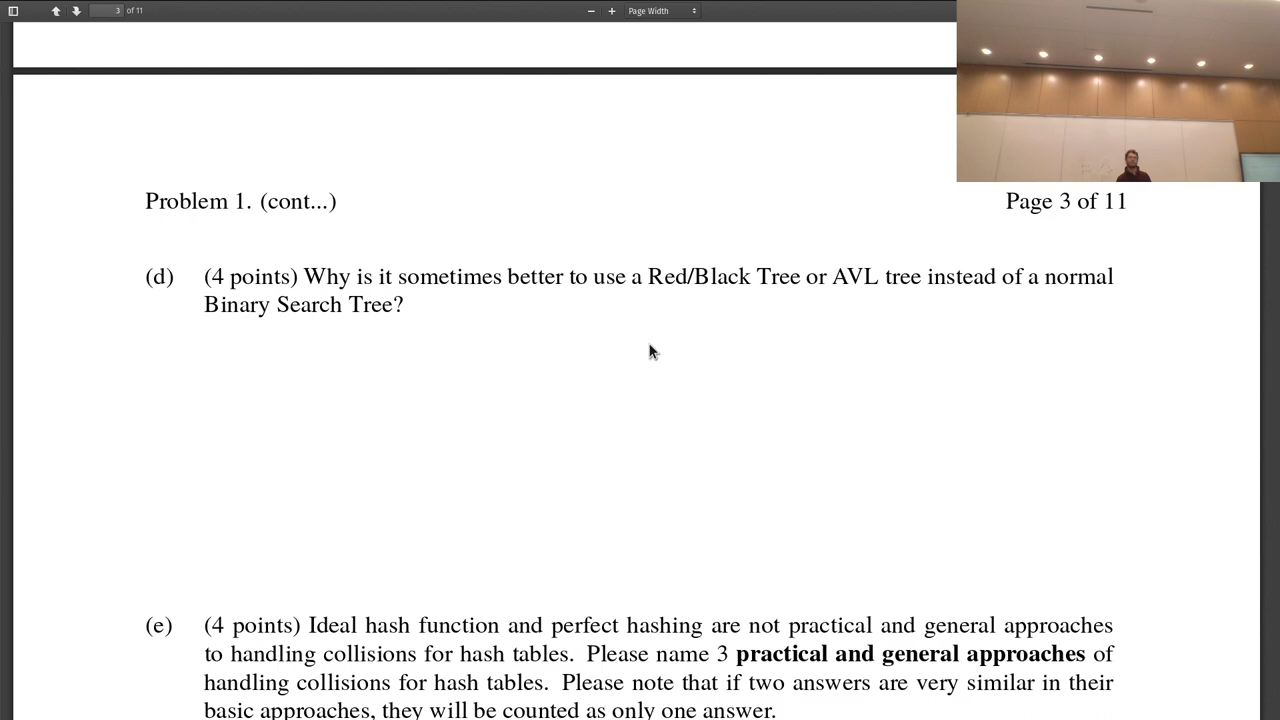 3 of 11 Page Width
Problem 1. (cont...) Page 3 of 11
(d) (4 points) Why is it sometimes better to use a Red/Black Tree or AVL tree instead of a normal
Binary Search Tree?
(e) (4 points) Ideal hash function and perfect hashing are not practical and general approaches
to handling collisions for hash tables. Please name 3 practical and general approaches of
handling collisions for hash tables. Please note that if two answers are very similar in their
basic approaches, they will be counted as only one answer.